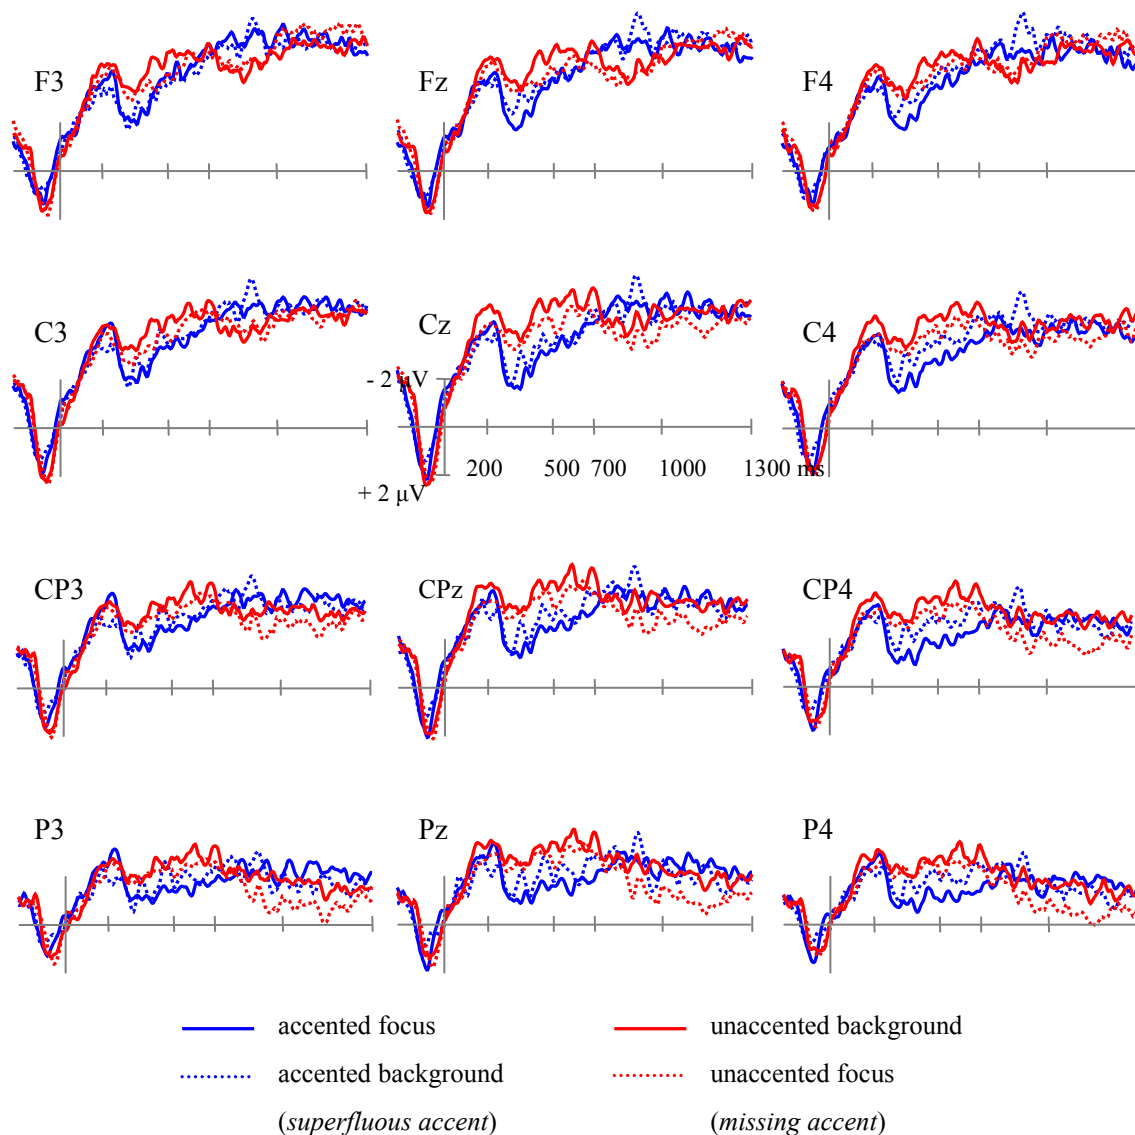 F3 Fz F4
C3 Cz C4
- 2 μV
200 500 700 1000 1300 ms
+ 2 μV
CP3 CPz CP4
P3 Pz P4
accented focus unaccented background
accented background unaccented focus
(superfluous accent) (missing accent)